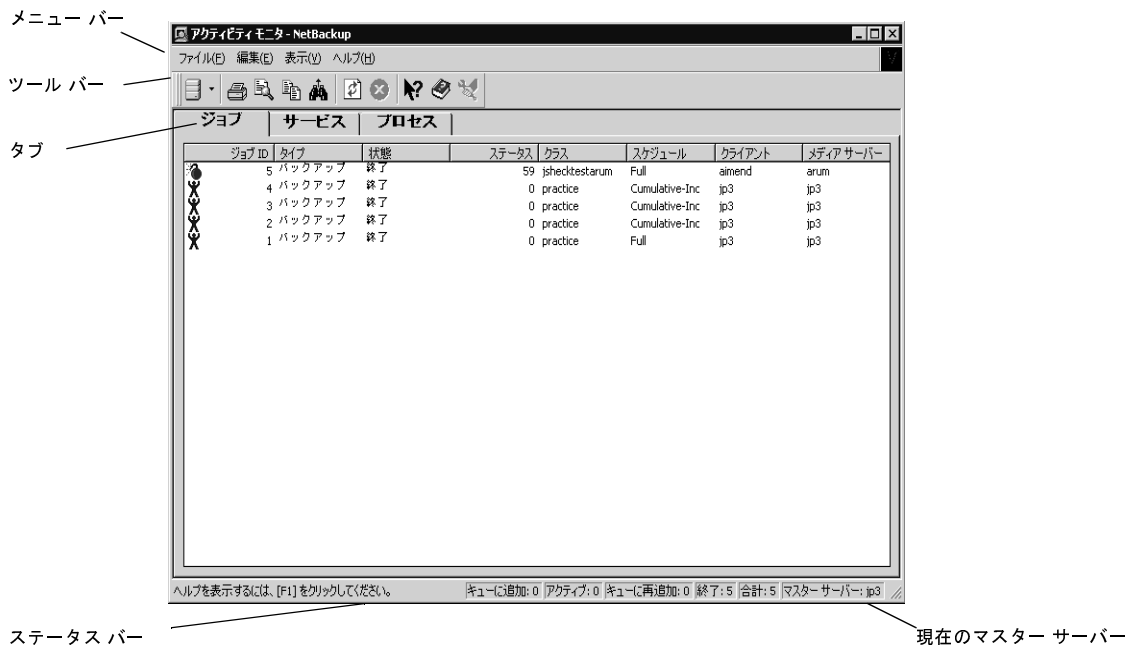 メニュー バー
アクティビティ モニタ - NetBackup
ファイル(F) 編集(E) 表示(V) ヘルプ(H)
ツール バー
ジョブ サービス プロセス
タブ
ジョブ ID タイプ 状態 ステータス クラス スケジュール クライアント メディア サーバー
5 バックアップ 終了 59 jshecktestarum Full aimend arum
4 バックアップ 終了 0 practice Cumulative-Inc jp3 jp3
3 バックアップ 終了 0 practice Cumulative-Inc jp3 jp3
2 バックアップ 終了 0 practice Cumulative-Inc jp3 jp3
1 バックアップ 終了 0 practice Full jp3 jp3
ヘルプを表示するには、[F1] をクリックしてください。 キューに追加: 0 アクティブ: 0 キューに再追加: 0 終了: 5 合計: 5 マスター サーバー: jp3
ステータス バー
現在のマスター サーバー